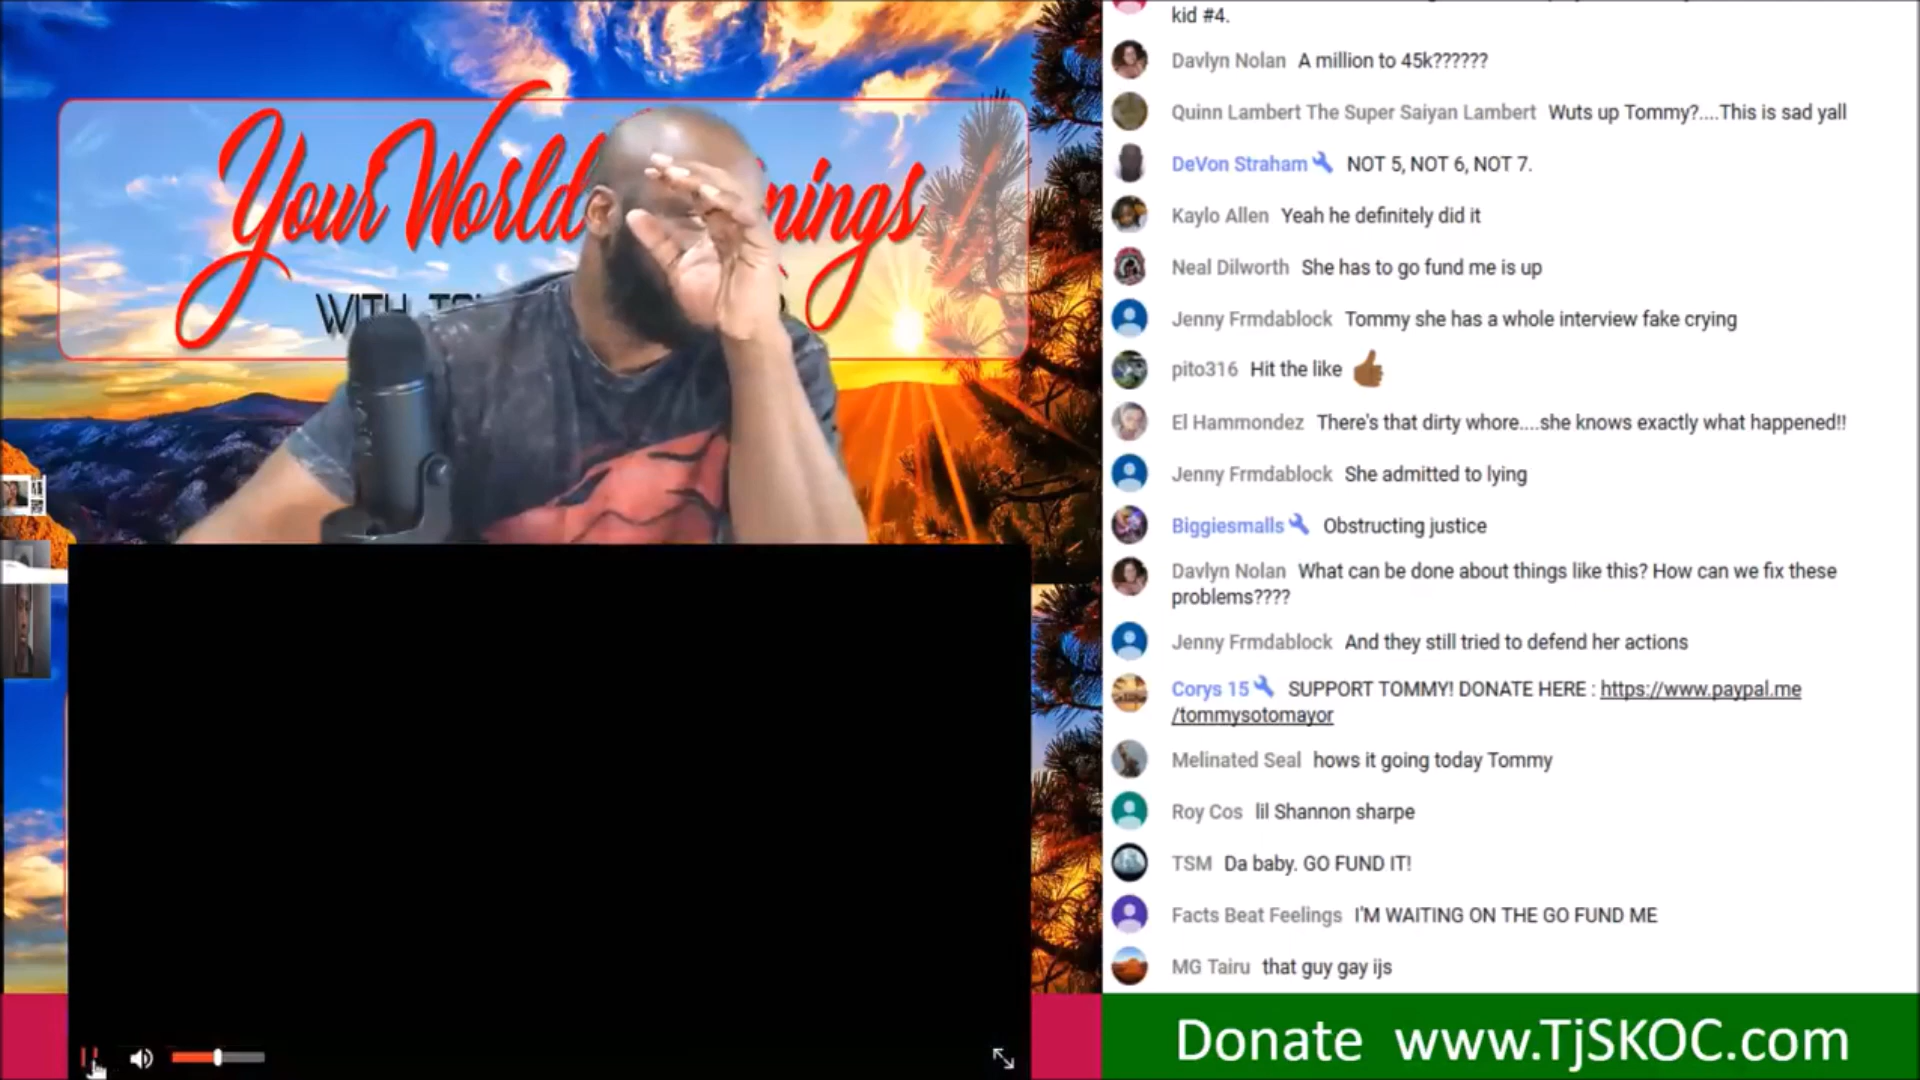 Your World
nings
WITH
kid #4.
Davlyn Nolan A million to 45k??????
Quinn Lambert The Super Saiyan Lambert Wuts up Tommy?....This is sad yall
DeVon Straham NOT 5, NOT 6, NOT 7.
Kaylo Allen Yeah he definitely did it
Neal Dilworth She has to go fund me is up
Jenny Frmdablock Tommy she has a whole interview fake crying
pito316 Hit the like
El Hammondez There's that dirty whore....she knows exactly what happened!!
Jenny Frmdablock She admitted to lying
Biggiesmalls Obstructing justice
Davlyn Nolan What can be done about things like this? How can we fix these
problems????
Jenny Frmdablock And they still tried to defend her actions
Corys 15 SUPPORT TOMMY! DONATE HERE : https://www.paypal.me
/tommysotomayor
Melinated Seal hows it going today Tommy
Roy Cos lil Shannon sharpe
TSM Da baby. GO FUND IT!
Facts Beat Feelings I'M WAITING ON THE GO FUND ME
MG Tairu that guy gay ijs
Donate www.TjSKOC.com